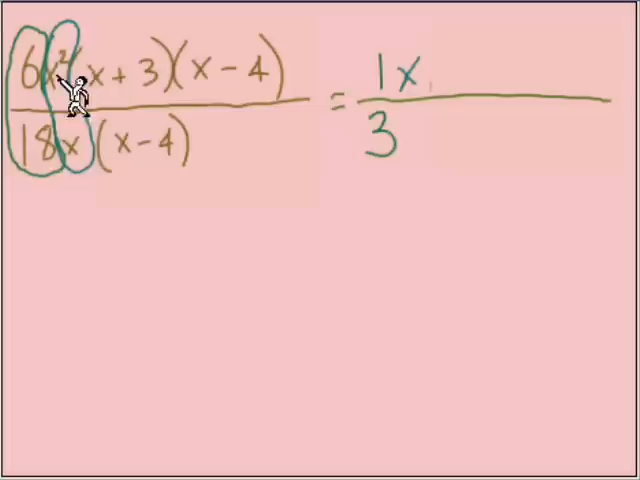 6x²(x + 3)(x - 4) / 18x(x - 4) = 1x / 3